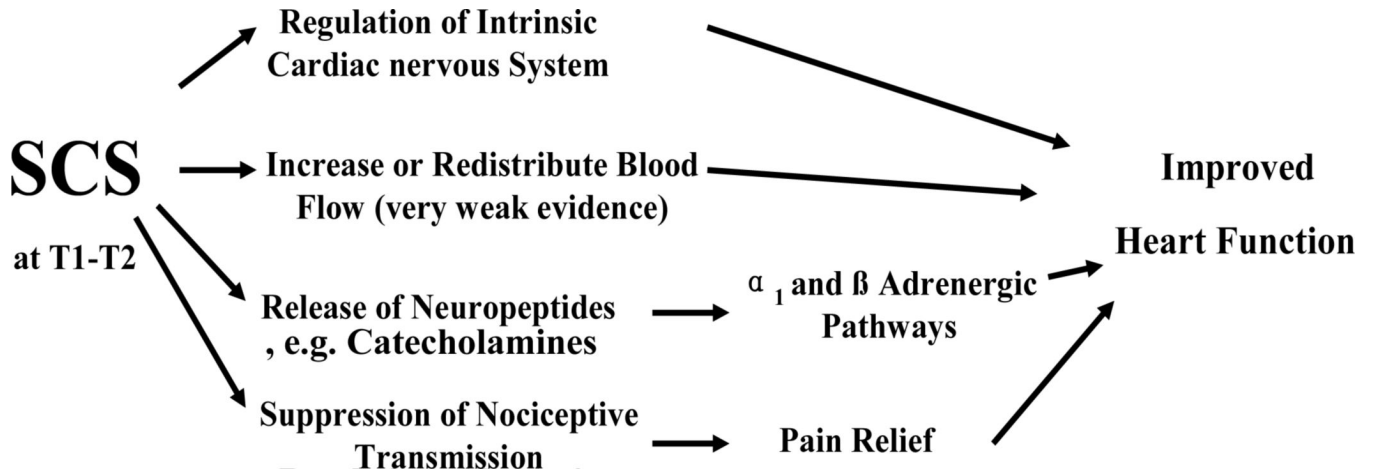 Regulation of Intrinsic
Cardiac nervous System
SCS
at T1-T2
Increase or Redistribute Blood
Flow (very weak evidence)
Release of Neuropeptides
, e.g. Catecholamines
α1 and ß Adrenergic
Pathways
Suppression of Nociceptive
Transmission
Pain Relief
Improved
Heart Function